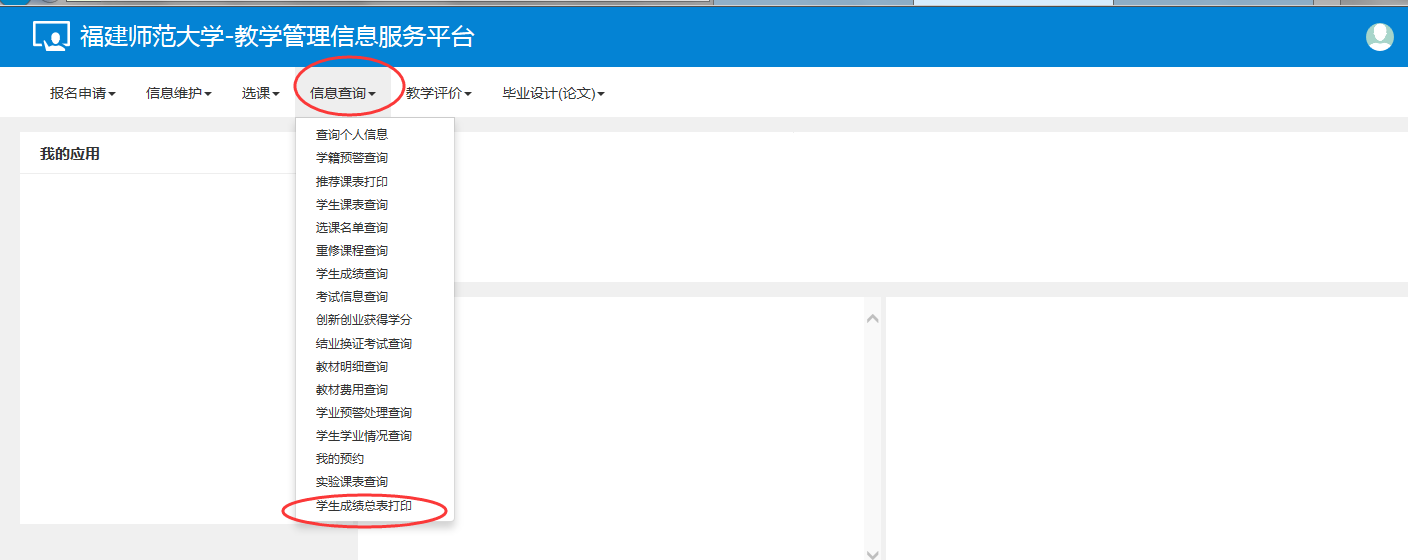 福建师范大学-教学管理信息服务平台
报名申请 信息维护 选课 信息查询 教学评价 毕业设计(论文)
我的应用
查询个人信息
学籍预警查询
推荐课表打印
学生课表查询
选课名单查询
重修课程查询
学生成绩查询
考试信息查询
创新创业获得学分
结业换证考试查询
教材明细查询
教材费用查询
学业预警处理查询
学生学业情况查询
我的预约
实验课表查询
学生成绩总表打印